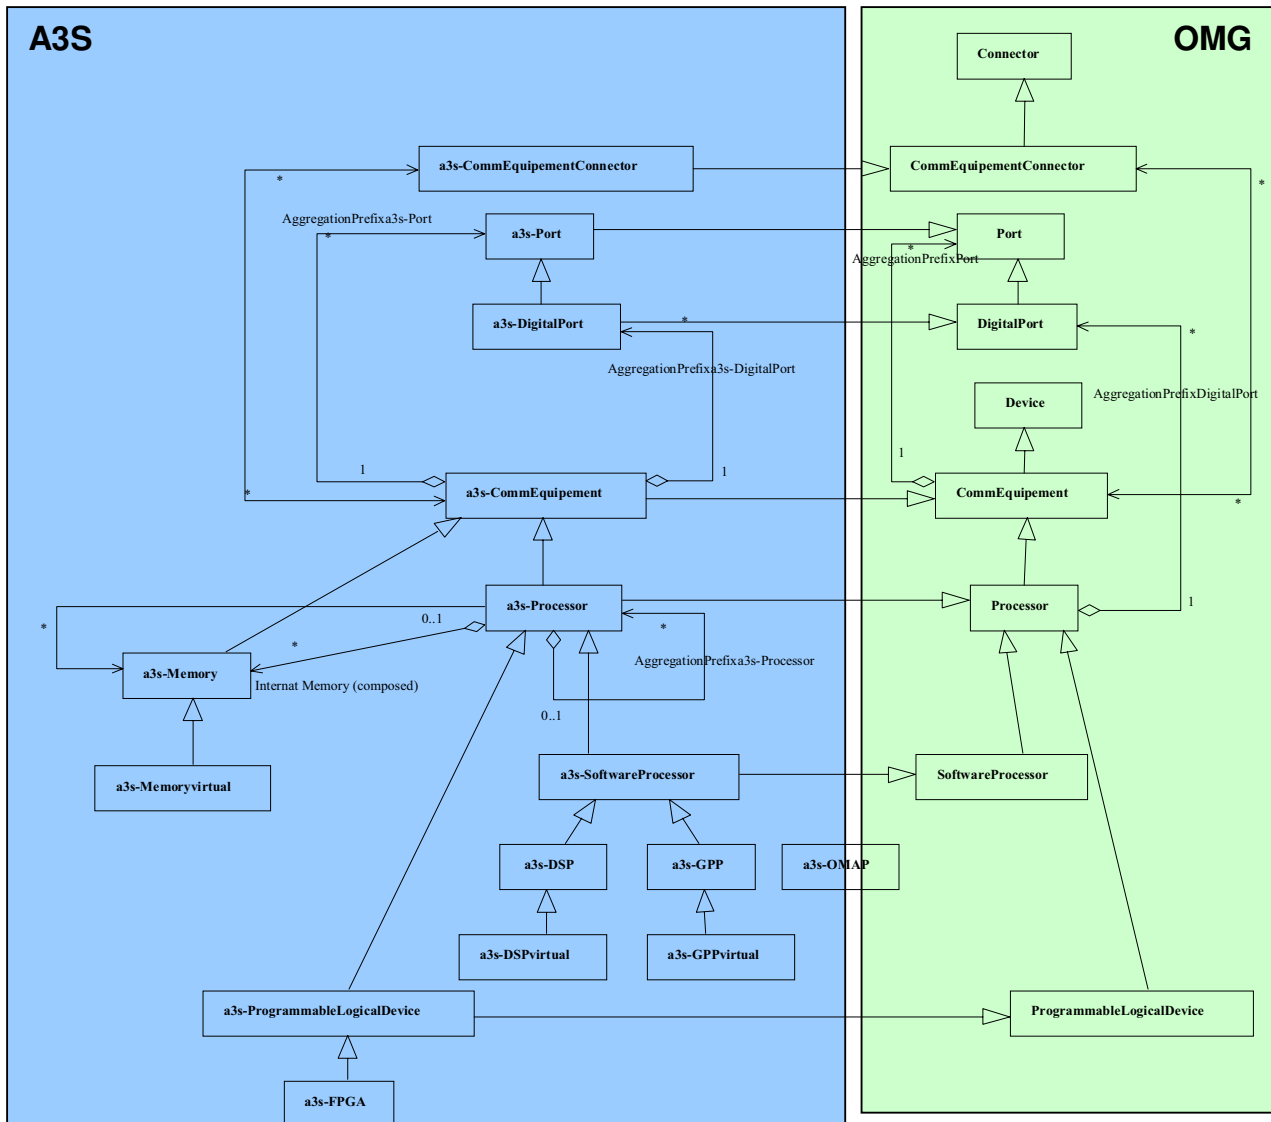 A3S
OMG
Connector
a3s-CommEquipementConnector
CommEquipementConnector
*
*
AggregationPrefixa3s-Port
*
a3s-Port
Port
*
AggregationPrefixPort
a3s-DigitalPort
*
DigitalPort
*
AggregationPrefixa3s-DigitalPort
AggregationPrefixDigitalPort
Device
1
1
1
*
a3s-CommEquipement
CommEquipement
*
a3s-Processor
Processor
1
*
0..1
*
*
AggregationPrefixa3s-Processor
a3s-Memory
Internat Memory (composed)
0..1
a3s-Memoryvirtual
a3s-SoftwareProcessor
SoftwareProcessor
a3s-DSP
a3s-GPP
a3s-OMAP
a3s-DSPvirtual
a3s-GPPvirtual
a3s-ProgrammableLogicalDevice
ProgrammableLogicalDevice
a3s-FPGA